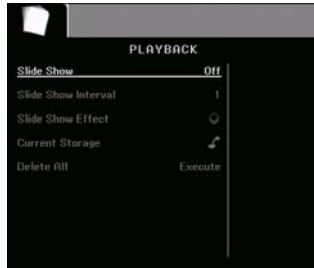 PLAYBACK
Slide Show Off
Slide Show Interval 1
Slide Show Effect
Current Storage
Delete All Execute